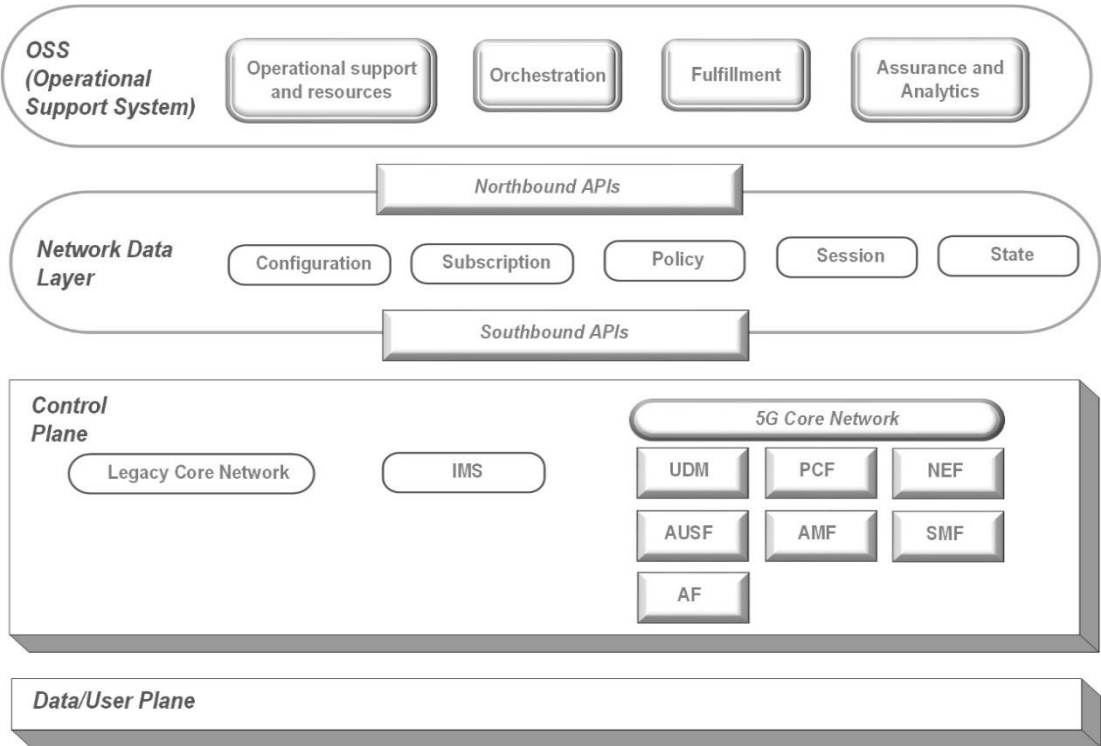 OSS
(Operational
Support System)
Operational support
and resources
Orchestration
Fulfillment
Assurance and
Analytics
Northbound APIs
Network Data
Layer
Configuration
Subscription
Policy
Session
State
Southbound APIs
Control
Plane
Legacy Core Network
IMS
5G Core Network
UDM
PCF
NEF
AUSF
AMF
SMF
AF
Data/User Plane